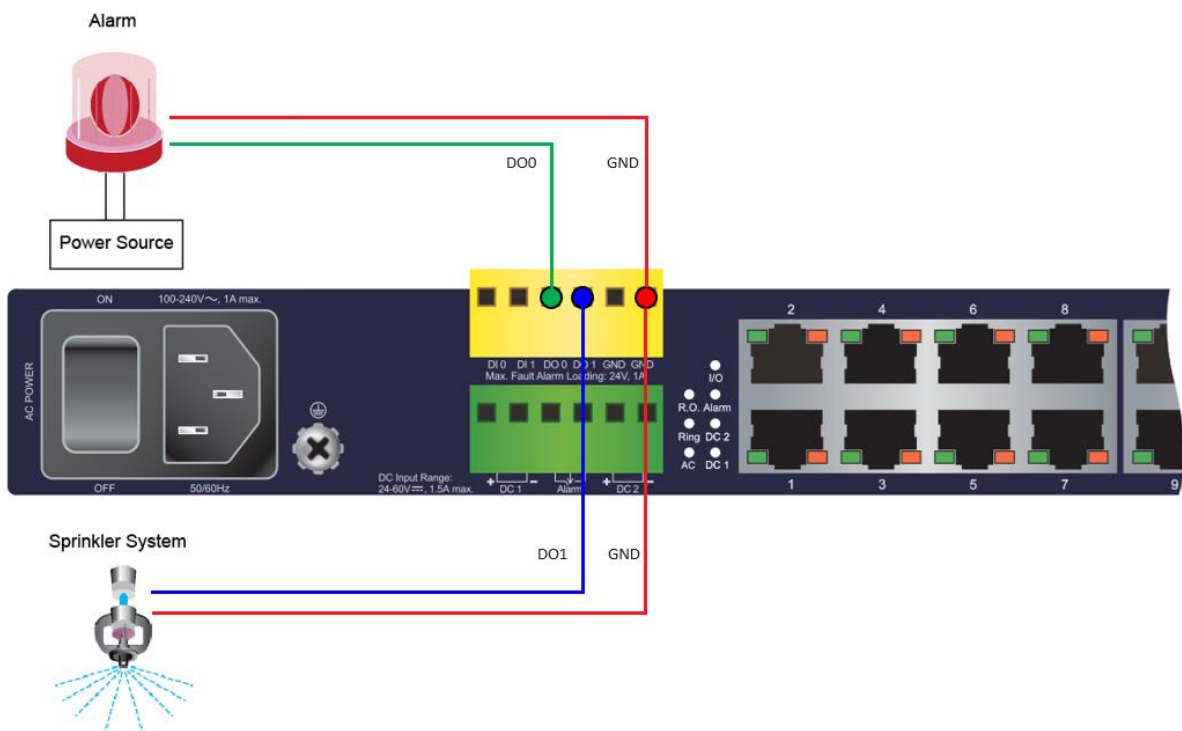 Alarm
Power Source
DO0
GND
ON
100-240V～, 1A max.
AC POWER
OFF
50/60Hz
DI 0 DI 1 DO 0 DO 1 GND GND
Max. Fault Alarm Loading: 24V, 1A
DC Input Range:
24-60V⎓, 1.5A max.
+ − + −
DC 1 Alarm DC 2
I/O
R.O. Alarm
Ring DC 2
AC DC 1
2 4 6 8
1 3 5 7 9
Sprinkler System
DO1
GND